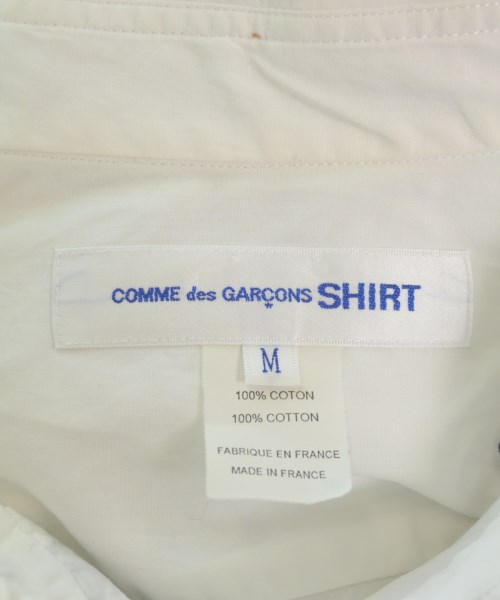 COMME des GARÇONS SHIRT
M
100% COTON
100% COTTON
FABRIQUE EN FRANCE
MADE IN FRANCE